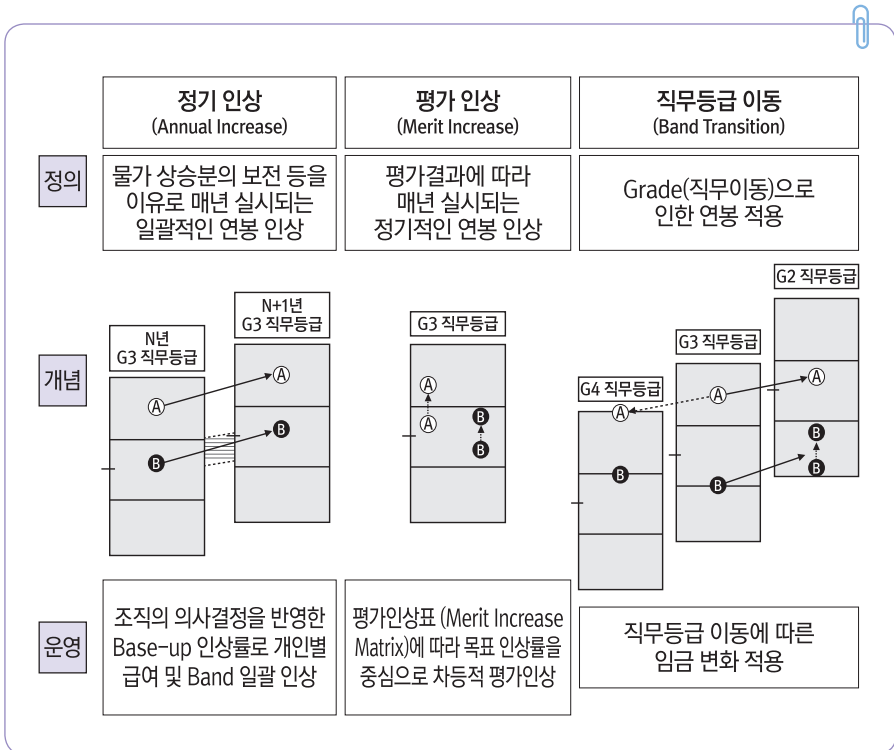 정기 인상
(Annual Increase)
평가 인상
(Merit Increase)
직무등급 이동
(Band Transition)
정의
물가 상승분의 보전 등을
이유로 매년 실시되는
일괄적인 연봉 인상
평가결과에 따라
매년 실시되는
정기적인 연봉 인상
Grade(직무이동)으로
인한 연봉 적용
개념
N년
G3 직무등급
A
B
N+1년
G3 직무등급
A
B
G3 직무등급
A
A
B
B
G4 직무등급
A
B
G3 직무등급
A
B
G2 직무등급
A
B
B
운영
조직의 의사결정을 반영한
Base-up 인상률로 개인별
급여 및 Band 일괄 인상
평가인상표 (Merit Increase
Matrix)에 따라 목표 인상률을
중심으로 차등적 평가인상
직무등급 이동에 따른
임금 변화 적용